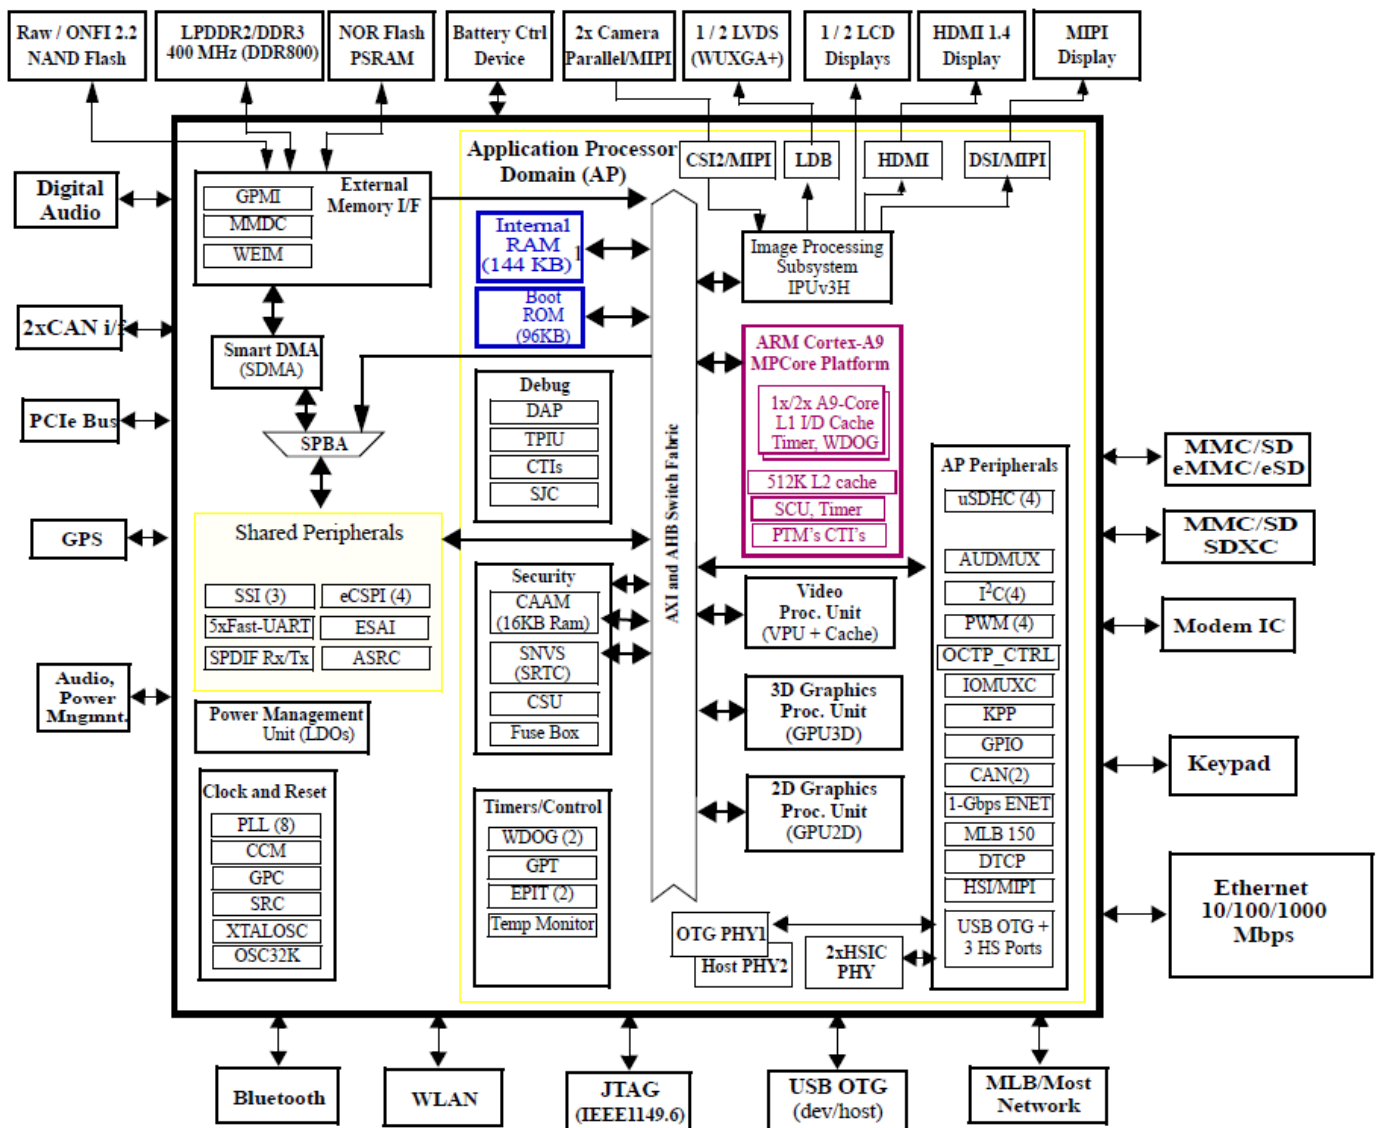 Raw / ONFI 2.2
NAND Flash
LPDDR2/DDR3
400 MHz (DDR800)
NOR Flash
PSRAM
Battery Ctrl
Device
2x Camera
Parallel/MIPI
1 / 2 LVDS
(WUXGA+)
1 / 2 LCD
Displays
HDMI 1.4
Display
MIPI
Display
Digital
Audio
2xCAN i/f
PCIe Bus
GPS
Audio,
Power
Mngmnt.
External
Memory I/F
GPMI
MMDC
WEIM
Smart DMA
(SDMA)
SPBA
Shared Peripherals
SSI (3)
eCSPI (4)
5xFast-UART
ESAI
SPDIF Rx/Tx
ASRC
Power Management
Unit (LDOs)
Clock and Reset
PLL (8)
CCM
GPC
SRC
XTALOSC
OSC32K
Application Processor
Domain (AP)
Internal
RAM
(144 KB)
1
Boot
ROM
(96KB)
Debug
DAP
TPIU
CTIs
SJC
Security
CAAM
(16KB Ram)
SNVS
(SRTC)
CSU
Fuse Box
Timers/Control
WDOG (2)
GPT
EPIT (2)
Temp Monitor
AXI and AHB Switch Fabric
CSI2/MIPI
LDB
HDMI
DSI/MIPI
Image Processing
Subsystem
IPUv3H
ARM Cortex-A9
MPCore Platform
1x/2x A9-Core
L1 I/D Cache
Timer, WDOG
512K L2 cache
SCU, Timer
PTM's CTI's
Video
Proc. Unit
(VPU + Cache)
3D Graphics
Proc. Unit
(GPU3D)
2D Graphics
Proc. Unit
(GPU2D)
OTG PHY1
Host PHY2
2xHSIC
PHY
AP Peripherals
uSDHC (4)
AUDMUX
I2C(4)
PWM (4)
OCTP_CTRL
IOMUXC
KPP
GPIO
CAN(2)
1-Gbps ENET
MLB 150
DTCP
HSI/MIPI
USB OTG +
3 HS Ports
MMC/SD
eMMC/eSD
MMC/SD
SDXC
Modem IC
Keypad
Ethernet
10/100/1000
Mbps
Bluetooth
WLAN
JTAG
(IEEE1149.6)
USB OTG
(dev/host)
MLB/Most
Network